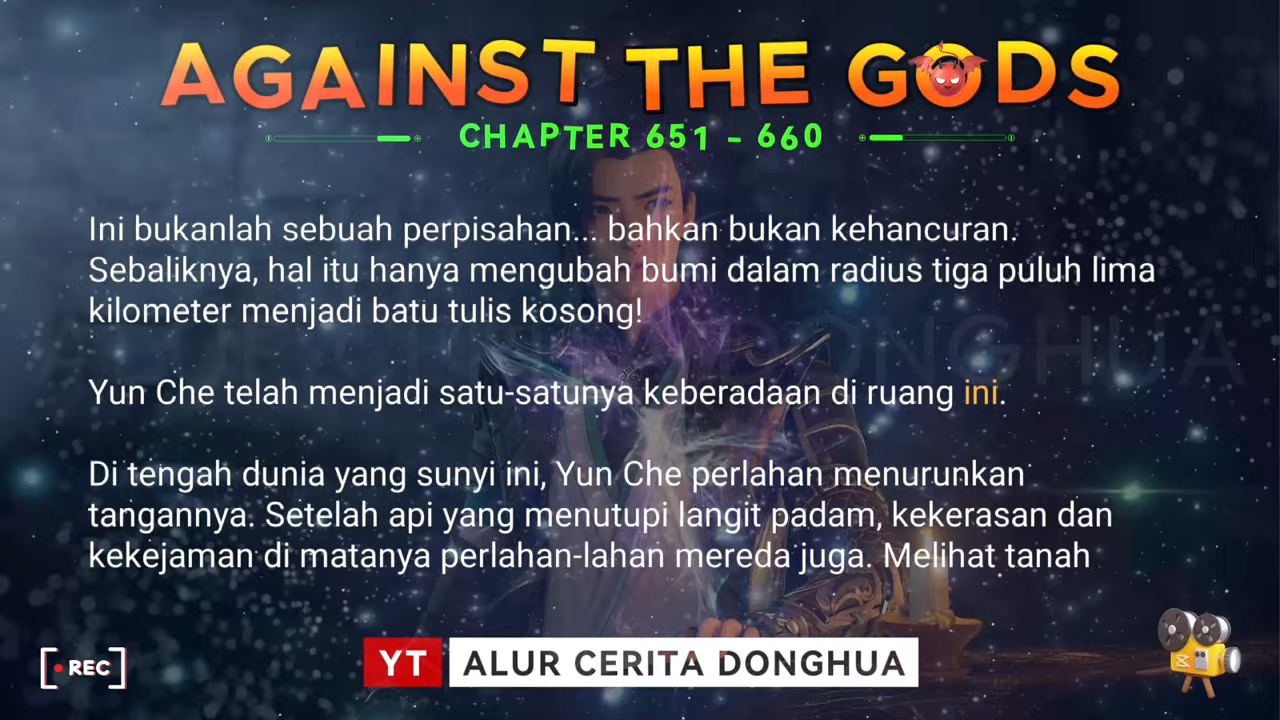 AGAINST THE GODS
CHAPTER 651 - 660
Ini bukanlah sebuah perpisahan... bahkan bukan kehancuran.
Sebaliknya, hal itu hanya mengubah bumi dalam radius tiga puluh lima
kilometer menjadi batu tulis kosong!
Yun Che telah menjadi satu-satunya keberadaan di ruang ini.
Di tengah dunia yang sunyi ini, Yun Che perlahan menurunkan
tangannya. Setelah api yang menutupi langit padam, kekerasan dan
kekejaman di matanya perlahan-lahan mereda juga. Melihat tanah
REC
YT ALUR CERITA DONGHUA